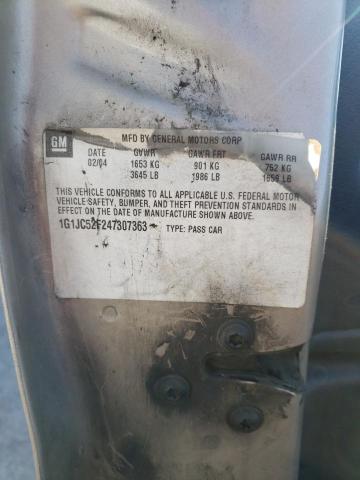 GM
MFD BY GENERAL MOTORS CORP
DATE GVWR GAWR FRT GAWR RR
02/04 1653 KG 901 KG 752 KG
3645 LB 1986 LB 1659 LB
THIS VEHICLE CONFORMS TO ALL APPLICABLE U.S. FEDERAL MOTOR
VEHICLE SAFETY, BUMPER, AND THEFT PREVENTION STANDARDS IN
EFFECT ON THE DATE OF MANUFACTURE SHOWN ABOVE.
1G1JC52F247307363 TYPE: PASS CAR